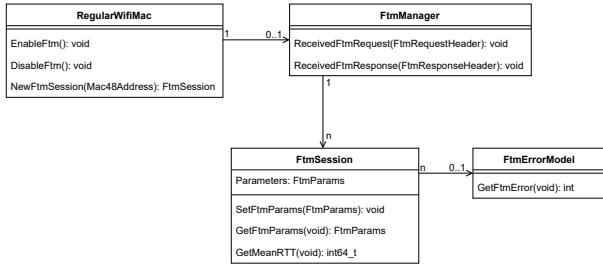 RegularWifiMac
EnableFtm(): void
DisableFtm(): void
NewFtmSession(Mac48Address): FtmSession
1
0..1
FtmManager
ReceivedFtmRequest(FtmRequestHeader): void
ReceivedFtmResponse(FtmResponseHeader): void
1
n
FtmSession
Parameters: FtmParams
SetFtmParams(FtmParams): void
GetFtmParams(void): FtmParams
GetMeanRTT(void): int64_t
n
0..1
FtmErrorModel
GetFtmError(void): int